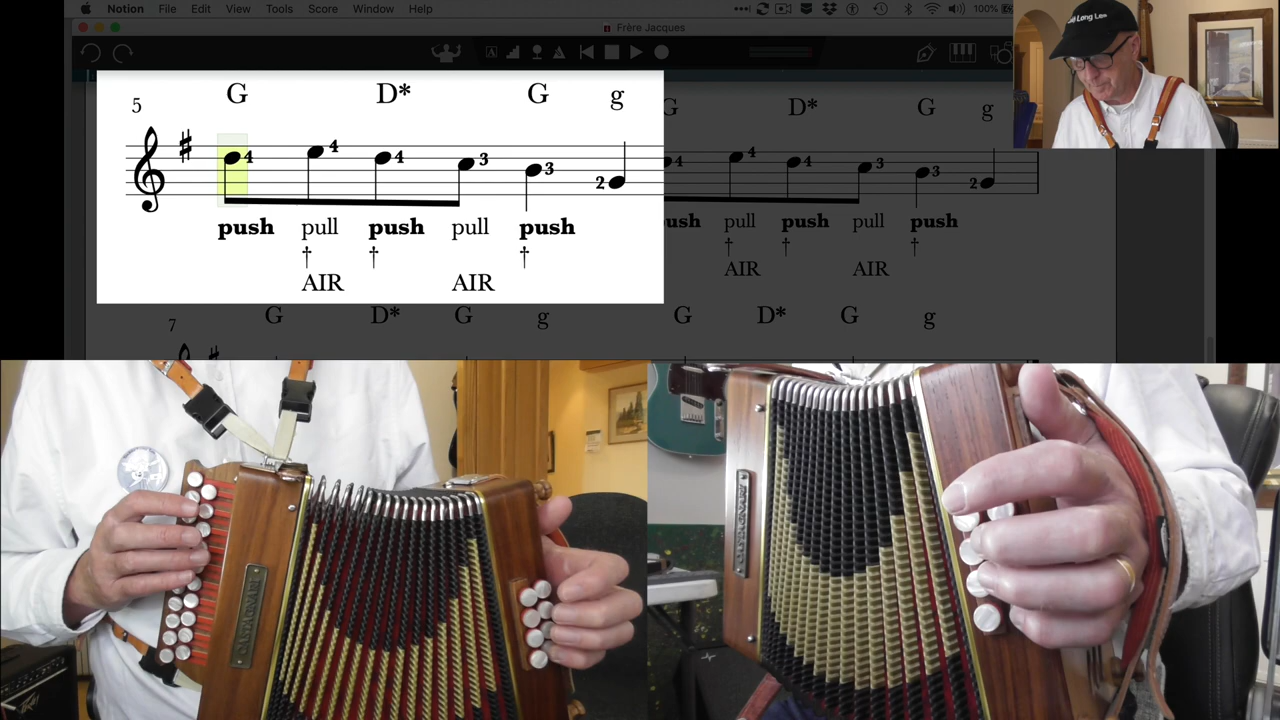 Notion File Edit View Tools Score Window Help 100%
Frère Jacques
5 G D* G g
4 4 4 3 3 2
push pull push pull push
† † †
AIR AIR
G D* G g
4 4 3 3 2
push pull push pull push
† † †
AIR AIR
7 G D* G g G D* G g
CASTAGNARI